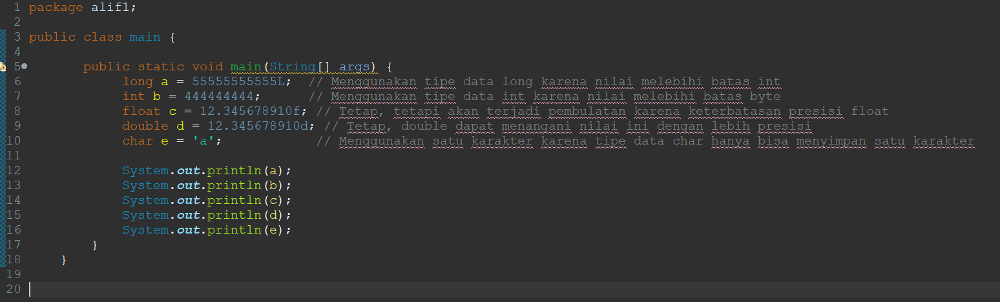 1 package alif1;
2
3 public class main {
4
5 public static void main(String[] args) {
6 long a = 55555555555L; // Menggunakan tipe data long karena nilai melebihi batas int
7 int b = 444444444; // Menggunakan tipe data int karena nilai melebihi batas byte
8 float c = 12.345678910f; // Tetap, tetapi akan terjadi pembulatan karena keterbatasan presisi float
9 double d = 12.345678910d; // Tetap, double dapat menangani nilai ini dengan lebih presisi
10 char e = 'a'; // Menggunakan satu karakter karena tipe data char hanya bisa menyimpan satu karakter
11
12 System.out.println(a);
13 System.out.println(b);
14 System.out.println(c);
15 System.out.println(d);
16 System.out.println(e);
17 }
18 }
19
20